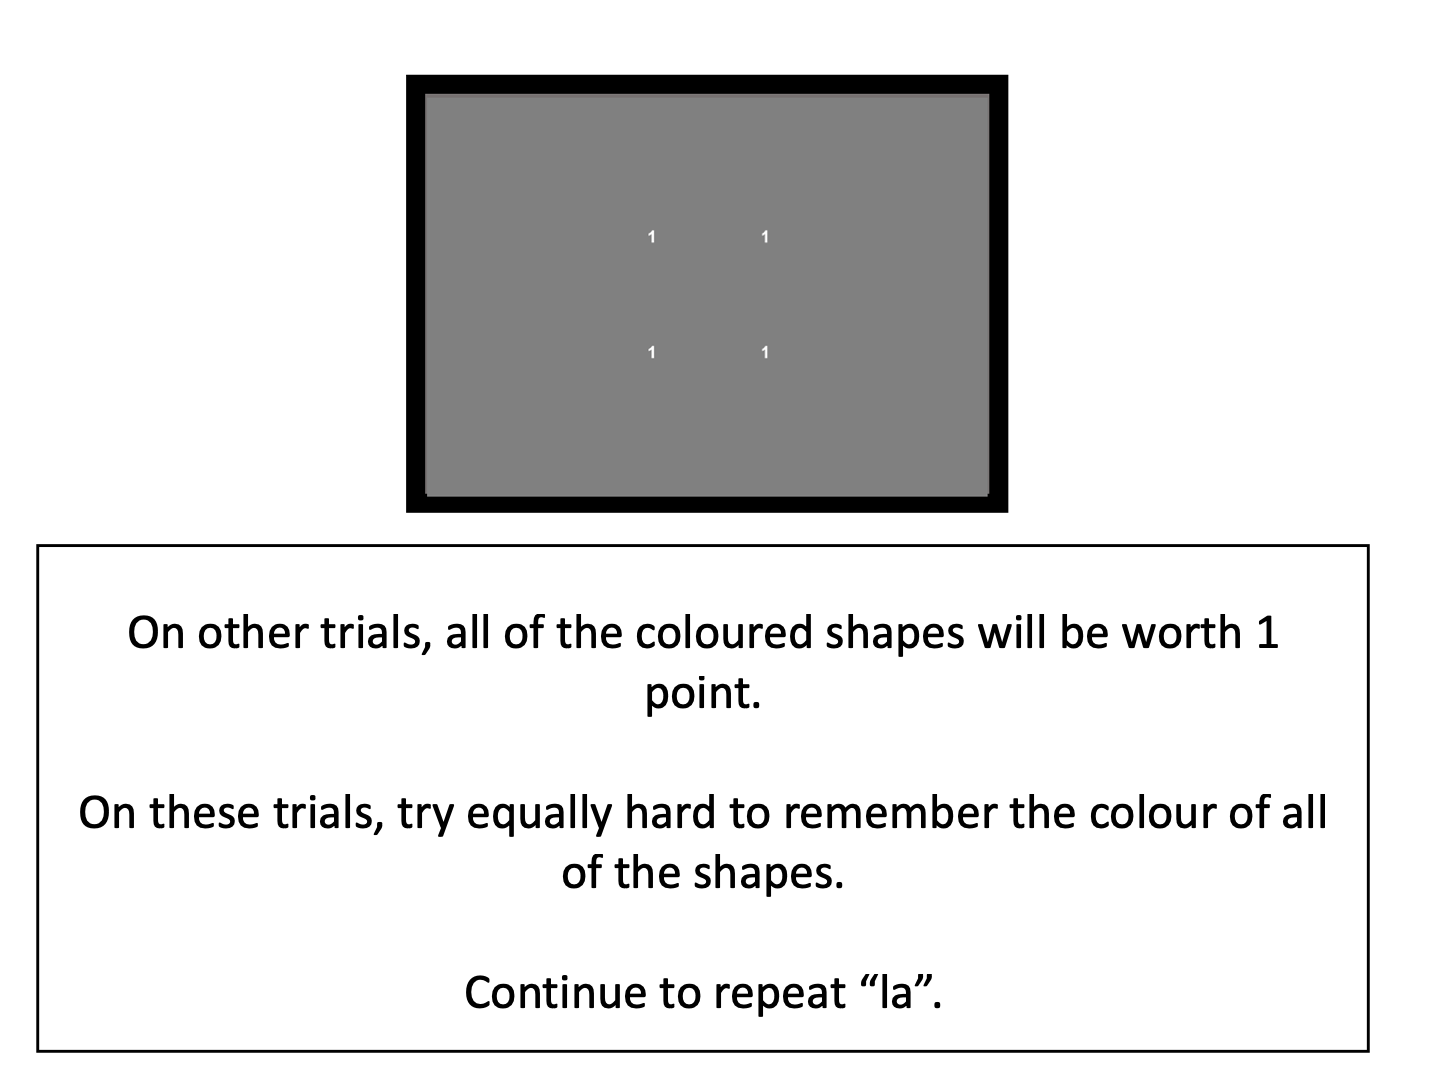 1 1
1 1
On other trials, all of the coloured shapes will be worth 1
point.
On these trials, try equally hard to remember the colour of all
of the shapes.
Continue to repeat “la”.